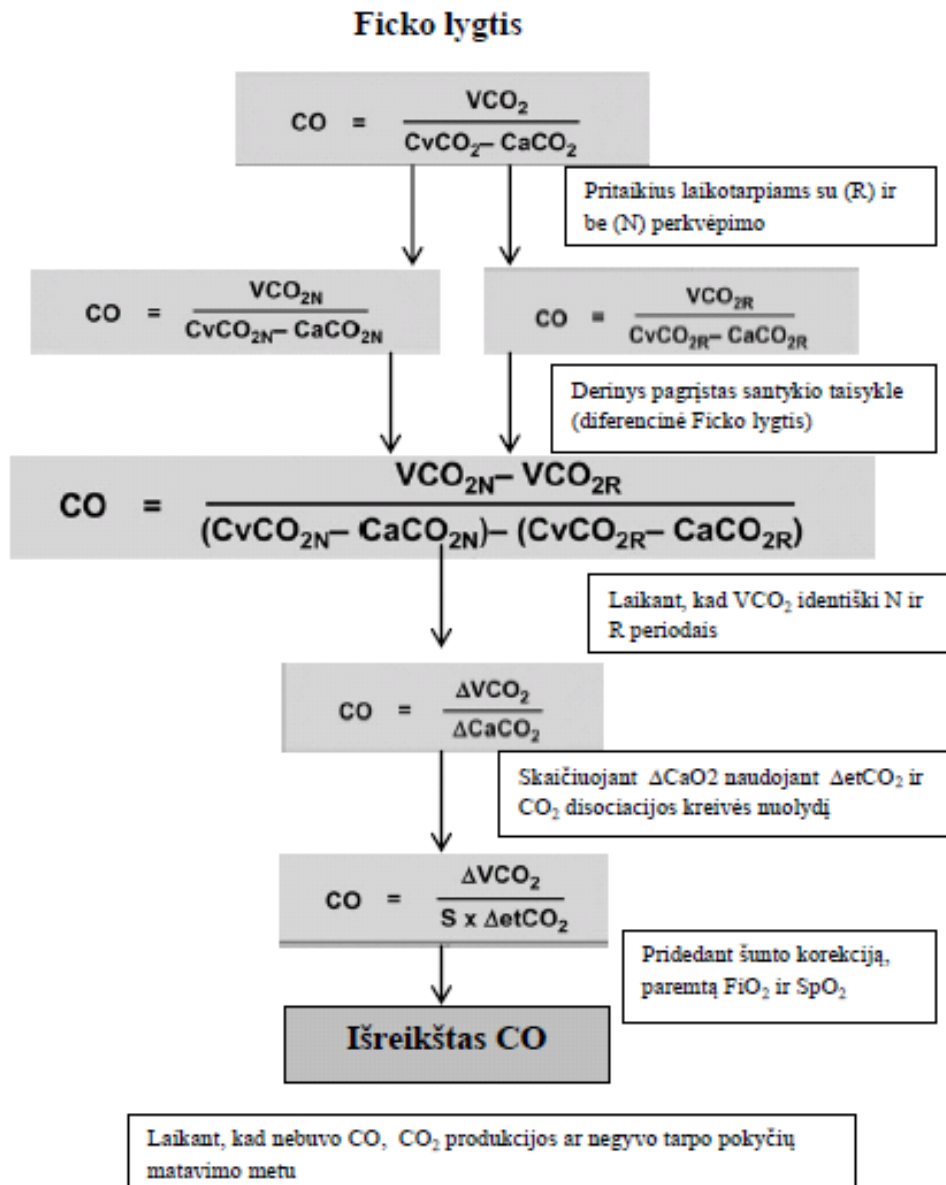 Ficko lygtis
CO = VCO₂ / CvCO₂– CaCO₂
Pritaikius laikotarpiams su (R) ir
be (N) perkvėpimo
CO = VCO₂N / CvCO₂N– CaCO₂N
CO = VCO₂R / CvCO₂R– CaCO₂R
Derinys pagrįstas santykio taisykle
(diferencinė Ficko lygtis)
CO = VCO₂N– VCO₂R / (CvCO₂N– CaCO₂N)– (CvCO₂R– CaCO₂R)
Laikant, kad VCO₂ identiški N ir
R periodais
CO = ΔVCO₂ / ΔCaCO₂
Skaičiuojant ΔCaO2 naudojant ΔetCO₂ ir
CO₂ disociacijos kreivės nuolydį
CO = ΔVCO₂ / S x ΔetCO₂
Pridedant šunto korekciją,
paremtą FiO₂ ir SpO₂
Išreikštas CO
Laikant, kad nebuvo CO, CO₂ produkcijos ar negyvo tarpo pokyčių
matavimo metu